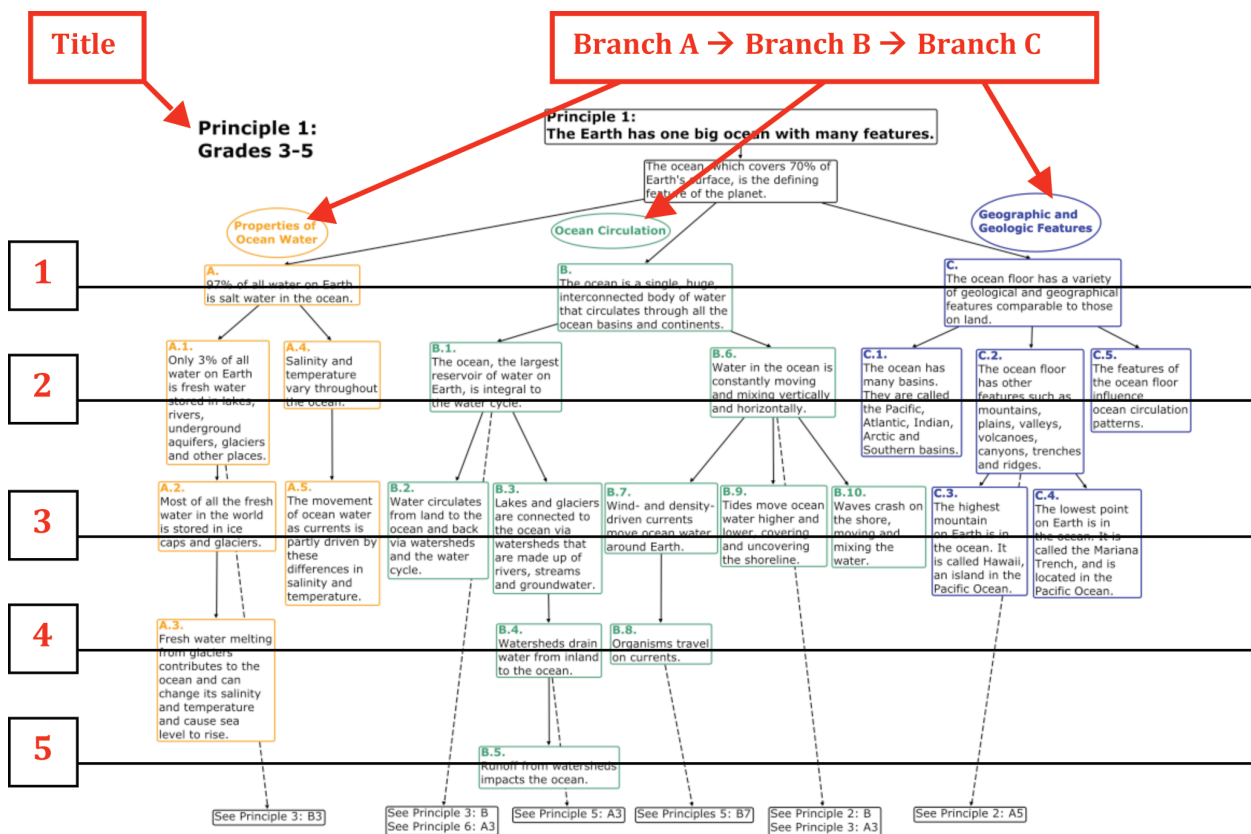 Title
Branch A → Branch B → Branch C
Principle 1:
Grades 3-5
Principle 1:
The Earth has one big ocean with many features.
The ocean, which covers 70% of
Earth's surface, is the defining
feature of the planet.
Properties of
Ocean Water
Ocean Circulation
Geographic and
Geologic Features
1
A.
97% of all water on Earth
is salt water in the ocean.
B.
The ocean is a single, huge,
interconnected body of water
that circulates through all the
ocean basins and continents.
C.
The ocean floor has a variety
of geological and geographical
features comparable to those
on land.
2
A.1.
Only 3% of all
water on Earth
is fresh water
stored in lakes,
rivers,
underground
aquifers, glaciers
and other places.
A.4.
Salinity and
temperature
vary throughout
the ocean.
B.1.
The ocean, the largest
reservoir of water on
Earth, is integral to
the water cycle.
B.6.
Water in the ocean is
constantly moving
and mixing vertically
and horizontally.
C.1.
The ocean has
many basins.
They are called
the Pacific,
Atlantic, Indian,
Arctic and
Southern basins.
C.2.
The ocean floor
has other
features such as
mountains,
plains, valleys,
volcanoes,
canyons, trenches
and ridges.
C.5.
The features of
the ocean floor
influence
ocean circulation
patterns.
3
A.2.
Most of all the fresh
water in the world
is stored in ice
caps and glaciers.
A.5.
The movement
of ocean water
as currents is
partly driven by
these
differences in
salinity and
temperature.
B.2.
Water circulates
from land to the
ocean and back
via watersheds
and the water
cycle.
B.3.
Lakes and glaciers
are connected to
the ocean via
watersheds that
are made up of
rivers, streams
and groundwater.
B.7.
Wind- and density-
driven currents
move ocean water
around Earth.
B.9.
Tides move ocean
water higher and
lower, covering
and uncovering
the shoreline.
B.10.
Waves crash on
the shore,
moving and
mixing the
water.
C.3.
The highest
mountain
on Earth is in
the ocean. It
is called Hawaii,
an island in the
Pacific Ocean.
C.4.
The lowest point
on Earth is in
the ocean. It is
called the Mariana
Trench, and is
located in the
Pacific Ocean.
4
A.3.
Fresh water melting
from glaciers
contributes to the
ocean and can
change its salinity
and temperature
and cause sea
level to rise.
B.4.
Watersheds drain
water from inland
to the ocean.
B.8.
Organisms travel
on currents.
5
B.5.
Runoff from watersheds
impacts the ocean.
See Principle 3: B3
See Principle 3: B
See Principle 6: A3
See Principle 5: A3
See Principles 5: B7
See Principle 2: B
See Principle 3: A3
See Principle 2: A5